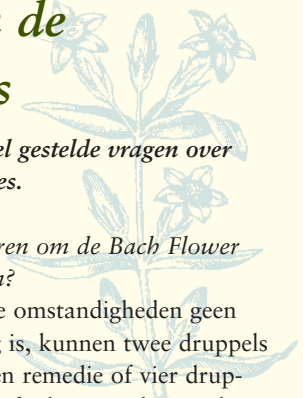 de
s
el gestelde vragen over
es.
ren om de Bach Flower
n?
e omstandigheden geen
g is, kunnen twee druppels
en remedie of vier drup-